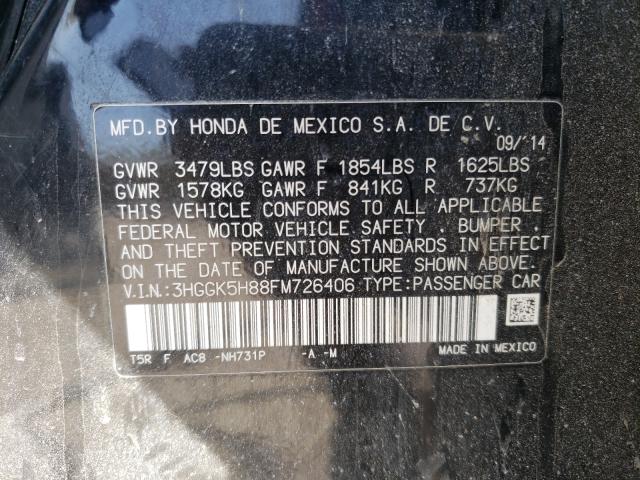 MFD.BY HONDA DE MEXICO S.A. DE C.V.
09/'14
GVWR 3479LBS GAWR F 1854LBS R 1625LBS
GVWR 1578KG GAWR F 841KG R 737KG
THIS VEHICLE CONFORMS TO ALL APPLICABLE
FEDERAL MOTOR VEHICLE SAFETY . BUMPER .
AND THEFT PREVENTION STANDARDS IN EFFECT
ON THE DATE OF MANUFACTURE SHOWN ABOVE.
V.I.N.:3HGGK5H88FM726406 TYPE:PASSENGER CAR
T5R F AC8 -NH731P -A -M MADE IN MEXICO